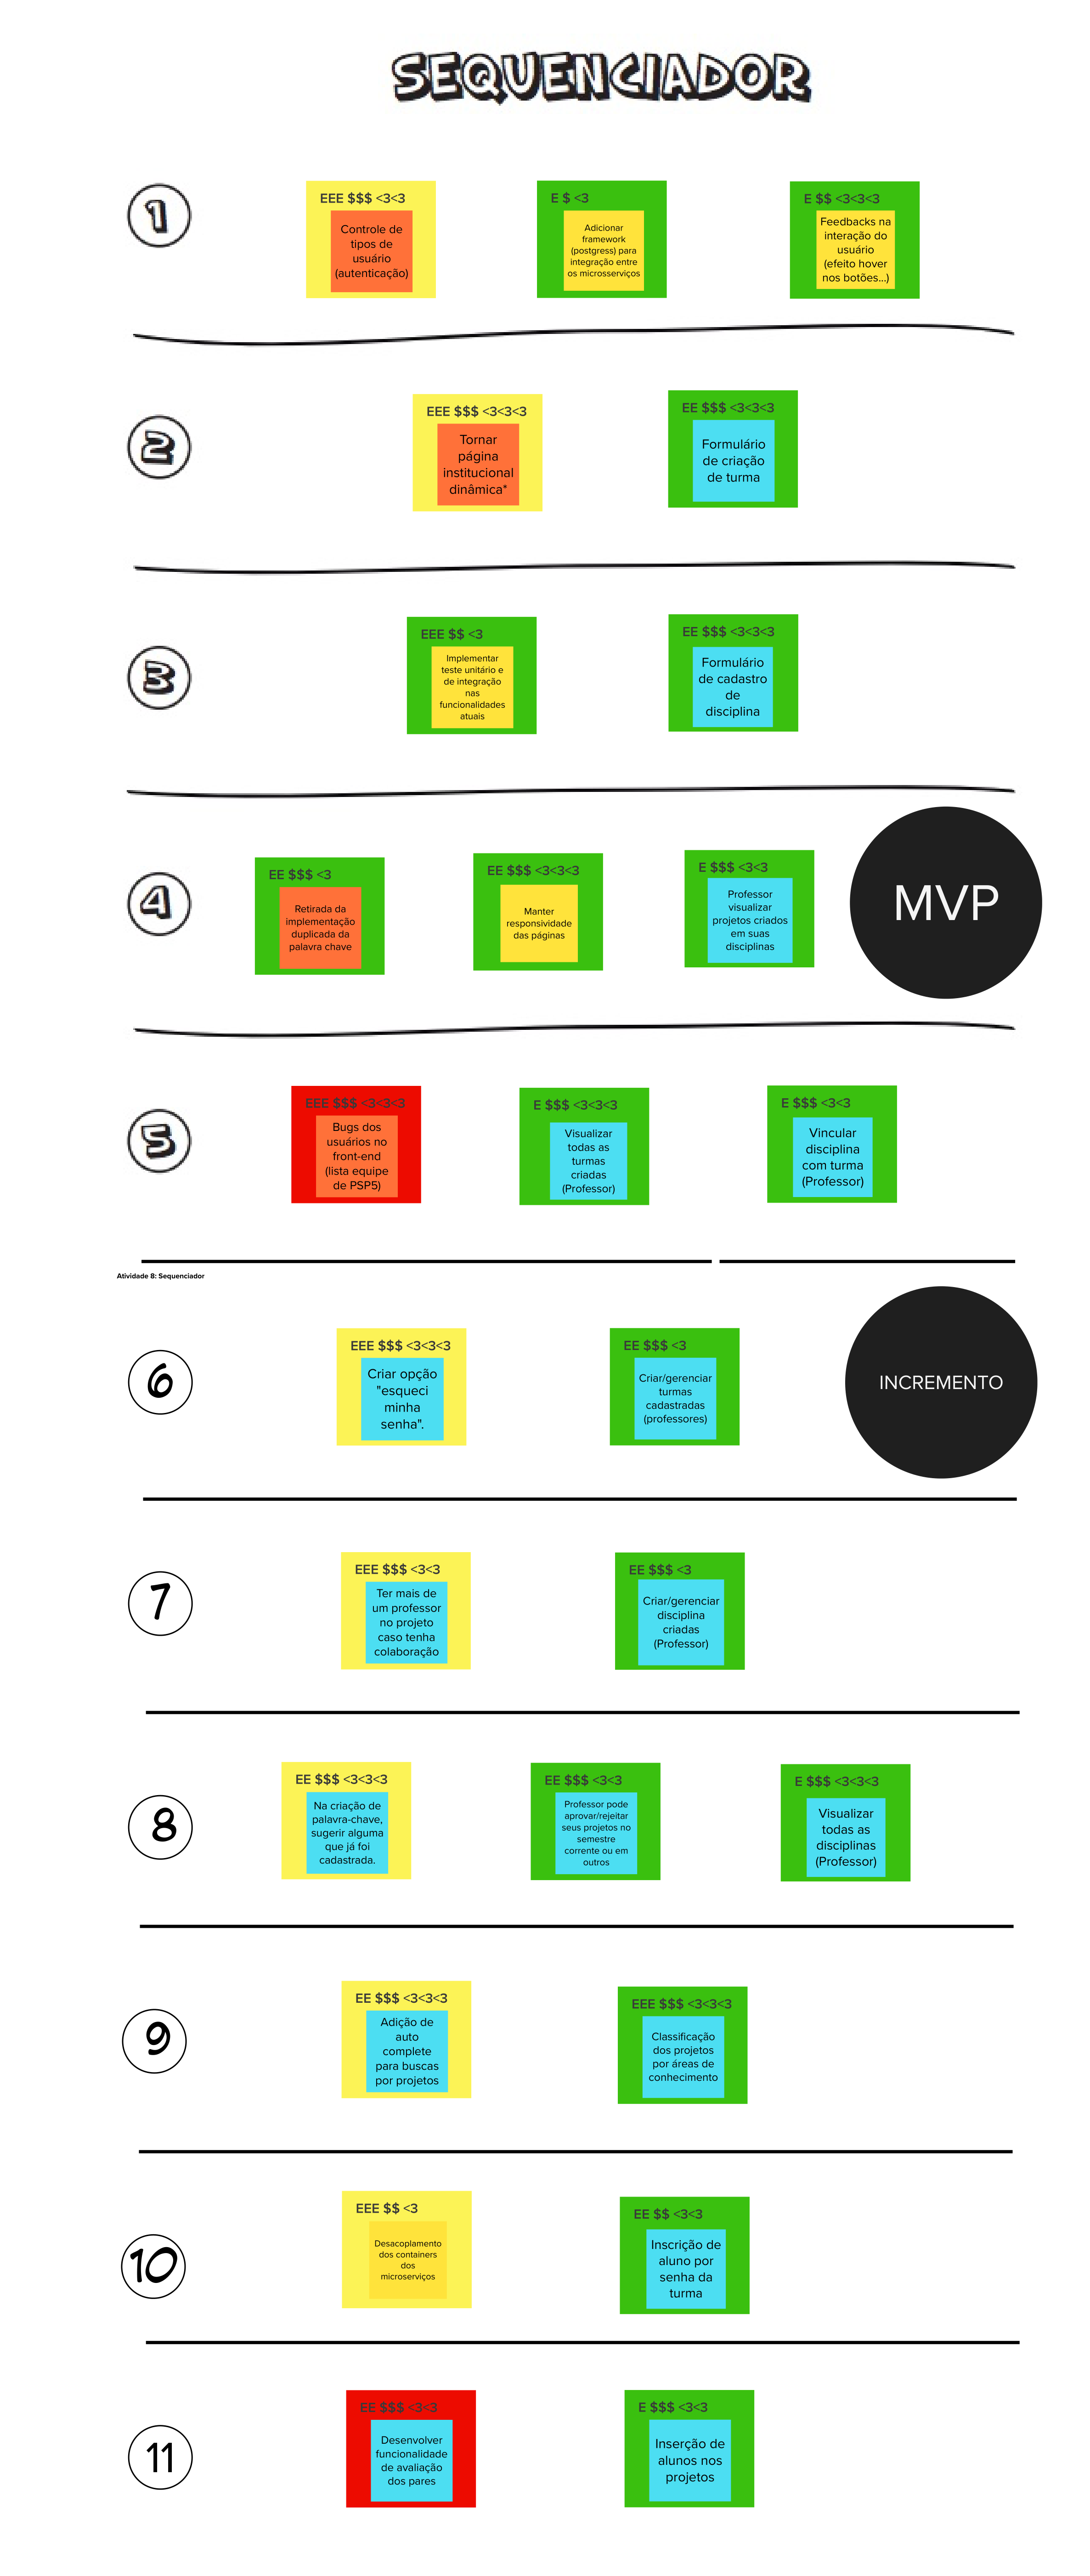 SEQUENCIADOR
1
EEE $$$ <3<3
Controle de
tipos de
usuário
(autenticação)
E $ <3
Adicionar
framework
(postgress) para
integração entre
os microsserviços
E $$ <3<3<3
Feedbacks na
interação do
usuário
(efeito hover
nos botões...)
2
EEE $$$ <3<3<3
Tornar
página
institucional
dinâmica*
EE $$$ <3<3<3
Formulário
de criação
de turma
3
EEE $$ <3
Implementar
teste unitário e
de integração
nas
funcionalidades
atuais
EE $$$ <3<3<3
Formulário
de cadastro
de
disciplina
4
EE $$$ <3
Retirada da
implementação
duplicada da
palavra chave
EE $$$ <3<3<3
Manter
responsividade
das páginas
E $$$ <3<3
Professor
visualizar
projetos criados
em suas
disciplinas
MVP
5
EEE $$$ <3<3<3
Bugs dos
usuários no
front-end
(lista equipe
de PSP5)
E $$$ <3<3<3
Visualizar
todas as
turmas
criadas
(Professor)
E $$$ <3<3
Vincular
disciplina
com turma
(Professor)
Atividade 8: Sequenciador
6
EEE $$$ <3<3<3
Criar opção
"esqueci
minha
senha".
EE $$$ <3
Criar/gerenciar
turmas
cadastradas
(professores)
INCREMENTO
7
EEE $$$ <3<3
Ter mais de
um professor
no projeto
caso tenha
colaboração
EE $$$ <3
Criar/gerenciar
disciplina
criadas
(Professor)
8
EE $$$ <3<3<3
Na criação de
palavra-chave,
sugerir alguma
que já foi
cadastrada.
EE $$$ <3<3
Professor pode
aprovar/rejeitar
seus projetos no
semestre
corrente ou em
outros
E $$$ <3<3<3
Visualizar
todas as
disciplinas
(Professor)
9
EE $$$ <3<3<3
Adição de
auto
complete
para buscas
por projetos
EEE $$$ <3<3<3
Classificação
dos projetos
por áreas de
conhecimento
10
EEE $$ <3
Desacoplamento
dos containers
dos
microserviços
EE $$ <3<3
Inscrição de
aluno por
senha da
turma
11
EE $$$ <3<3
Desenvolver
funcionalidade
de avaliação
dos pares
E $$$ <3<3
Inserção de
alunos nos
projetos